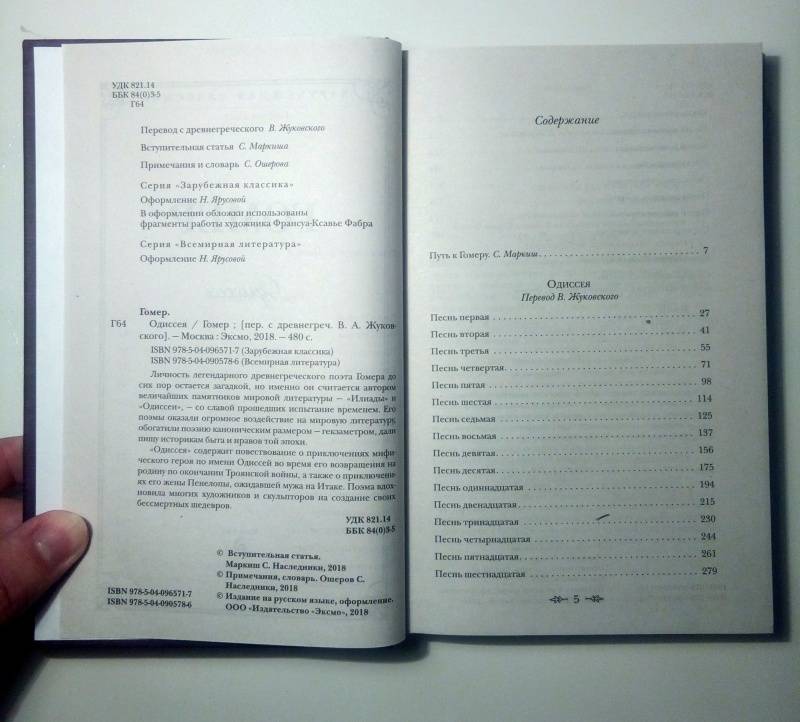 УДК 821.14
ББК 84(0)3-5
Г64
Перевод с древнегреческого В. Жуковского
Вступительная статья С. Маркиша
Примечания и словарь С. Ошерова
Серия «Зарубежная классика»
Оформление Н. Ярусовой
В оформлении обложки использованы
фрагменты работы художника Франсуа-Ксавье Фабра
Серия «Всемирная литература»
Оформление Н. Ярусовой
Гомер.
Г64 Одиссея / Гомер ; [пер. с древнегреч. В. А. Жуков-
ского]. — Москва : Эксмо, 2018. — 480 с.
ISBN 978-5-04-096571-7 (Зарубежная классика)
ISBN 978-5-04-090578-6 (Всемирная литература)
Личность легендарного древнегреческого поэта Гомера до
сих пор остается загадкой, но именно он считается автором
величайших памятников мировой литературы — «Илиады» и
«Одиссеи», — со славой прошедших испытание временем. Его
поэмы оказали огромное воздействие на мировую литературу,
обогатили поэзию каноническим размером — гекзаметром, дали
пищу историкам быта и нравов той эпохи.
«Одиссея» содержит повествование о приключениях мифи-
ческого героя по имени Одиссей во время его возвращения на
родину по окончании Троянской войны, а также о приключени-
ях его жены Пенелопы, ожидавшей мужа на Итаке. Поэма вдох-
новила многих художников и скульпторов на создание своих
бессмертных шедевров.
УДК 821.14
ББК 84(0)3-5
© Вступительная статья.
Маркиш С. Наследники, 2018
© Примечания, словарь. Ошеров С.
Наследники, 2018
© Издание на русском языке, оформление.
ООО «Издательство «Эксмо», 2018
ISBN 978-5-04-096571-7
ISBN 978-5-04-090578-6
Содержание
Путь к Гомеру. С. Маркиш 7
Одиссея
Перевод В. Жуковского
Песнь первая 27
Песнь вторая 41
Песнь третья 55
Песнь четвертая 71
Песнь пятая 98
Песнь шестая 114
Песнь седьмая 125
Песнь восьмая 137
Песнь девятая 156
Песнь десятая 175
Песнь одиннадцатая 194
Песнь двенадцатая 215
Песнь тринадцатая 230
Песнь четырнадцатая 244
Песнь пятнадцатая 261
Песнь шестнадцатая 279
5